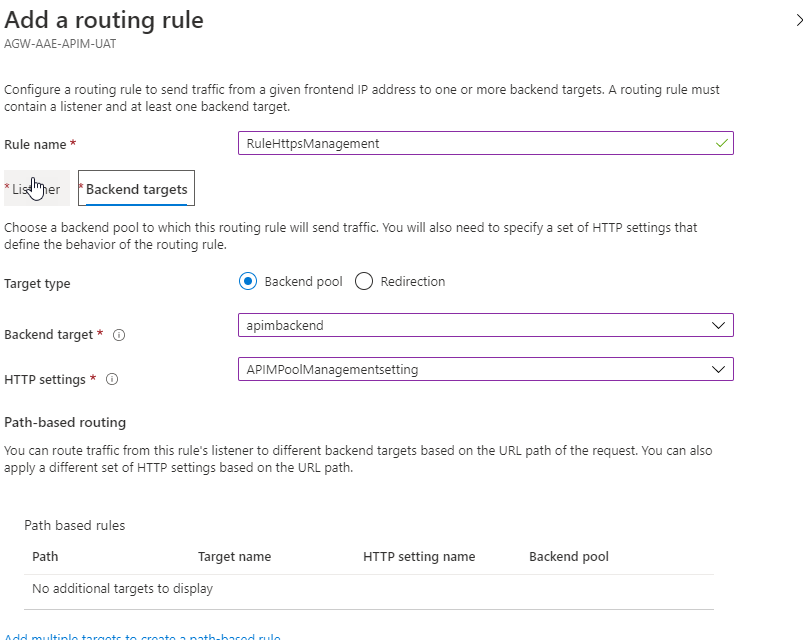 Add a routing rule
AGW-AAE-APIM-UAT
Configure a routing rule to send traffic from a given frontend IP address to one or more backend targets. A routing rule must
contain a listener and at least one backend target.
Rule name *
RuleHttpsManagement
* Listener
* Backend targets
Choose a backend pool to which this routing rule will send traffic. You will also need to specify a set of HTTP settings that
define the behavior of the routing rule.
Target type
Backend pool
Redirection
Backend target *
apimbackend
HTTP settings *
APIMPoolManagementsetting
Path-based routing
You can route traffic from this rule's listener to different backend targets based on the URL path of the request. You can also
apply a different set of HTTP settings based on the URL path.
Path based rules
Path Target name HTTP setting name Backend pool
No additional targets to display
Add multiple targets to create a path-based rule